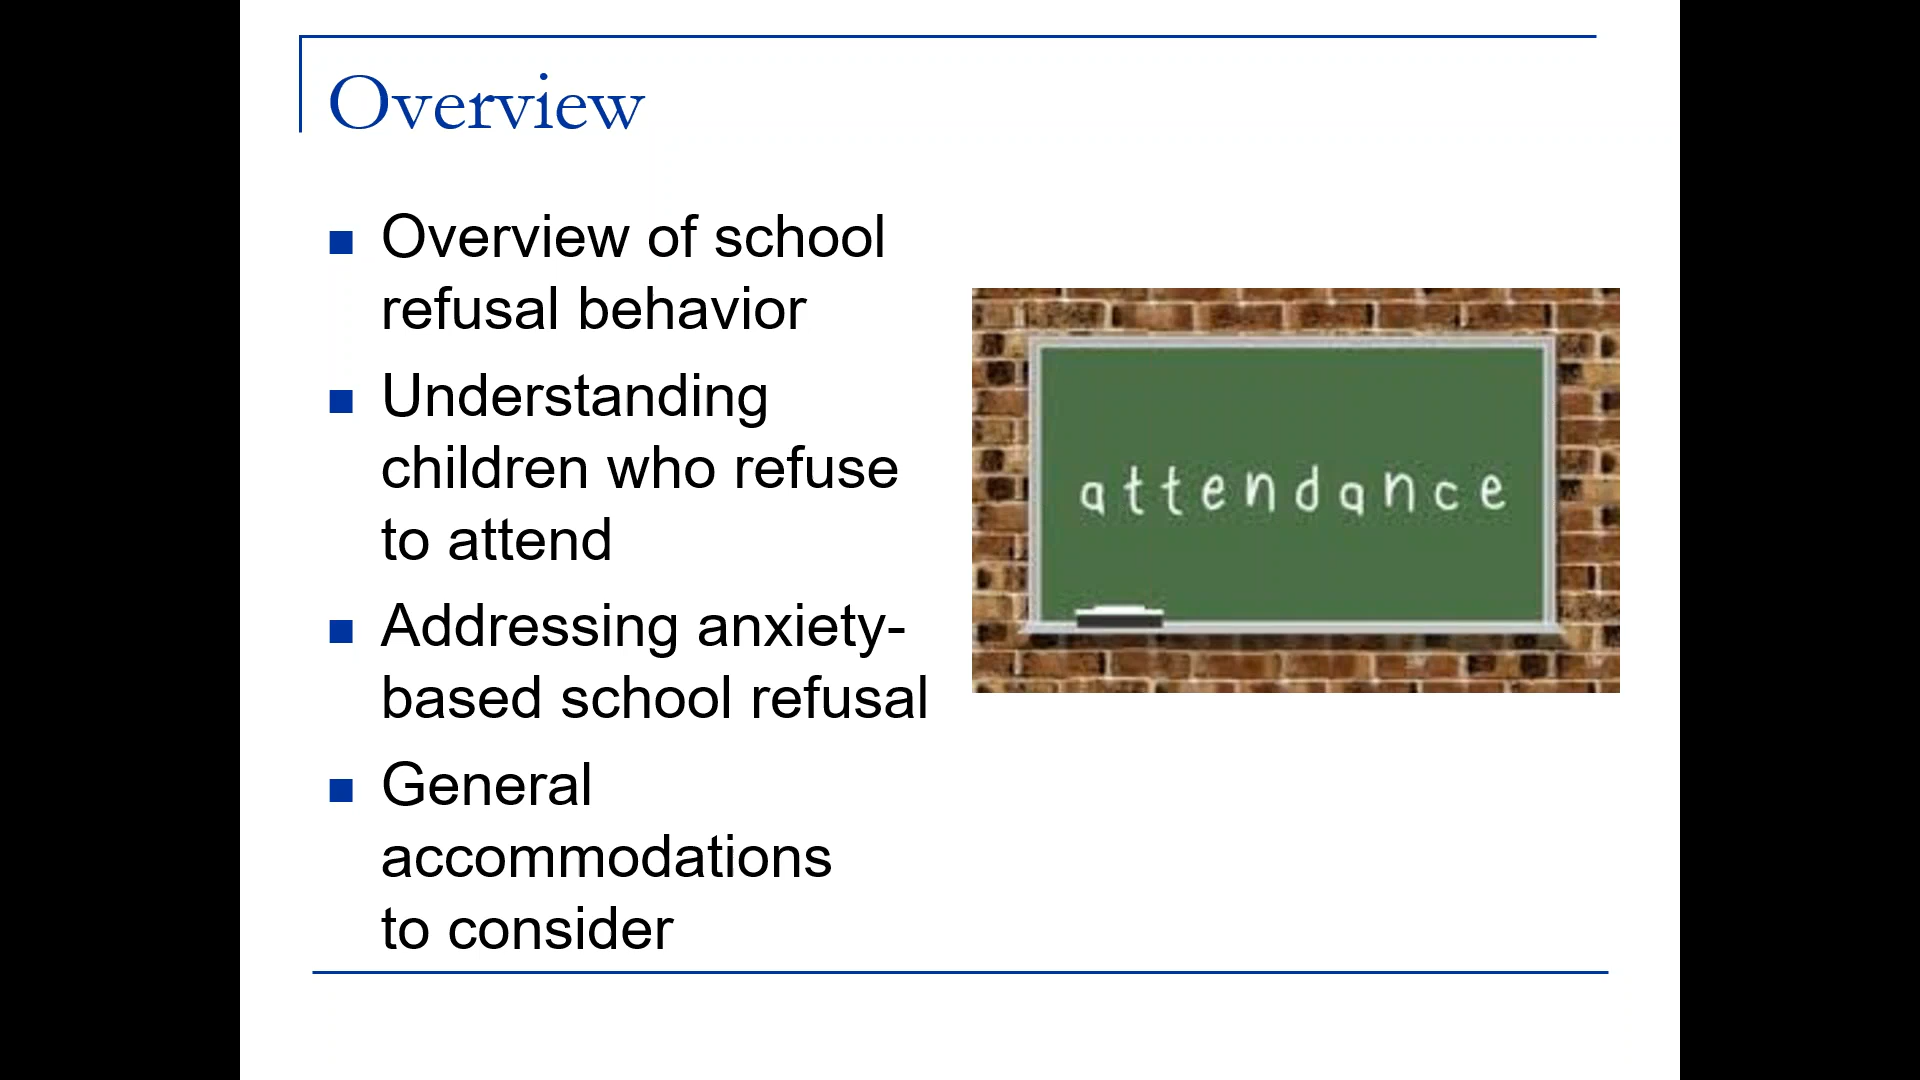 Overview
Overview of school
refusal behavior
Understanding
children who refuse
to attend
Addressing anxiety-
based school refusal
General
accommodations
to consider
attendance